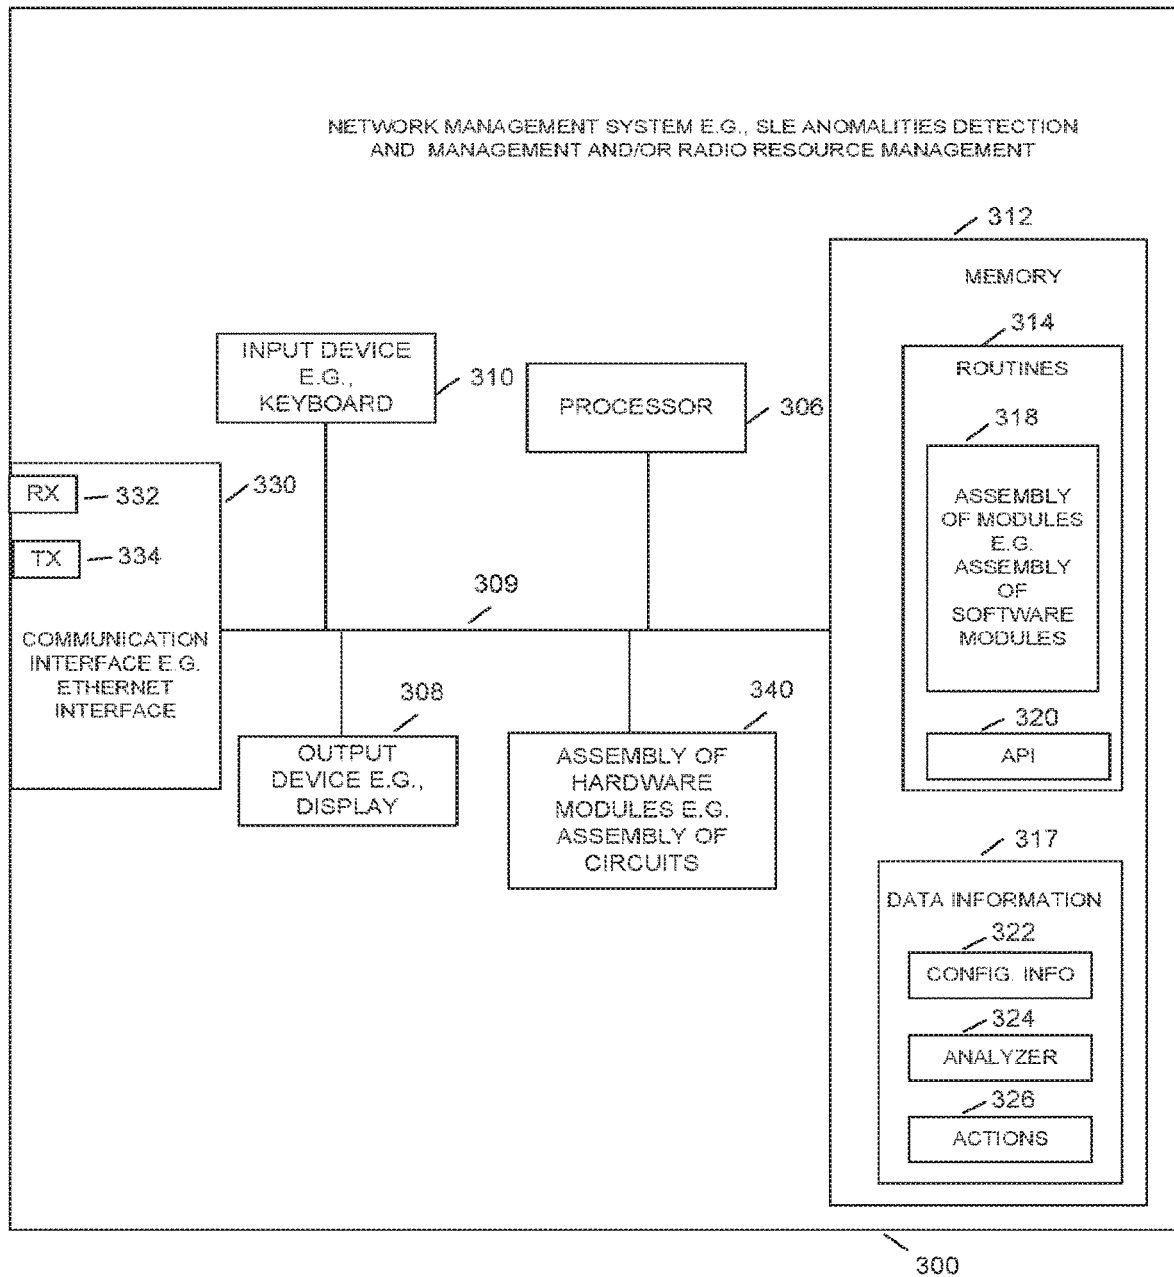 NETWORK MANAGEMENT SYSTEM E.G., SLE ANOMALITIES DETECTION
AND MANAGEMENT AND/OR RADIO RESOURCE MANAGEMENT
312
MEMORY
314
ROUTINES
318
ASSEMBLY
OF MODULES
E.G.
ASSEMBLY
OF
SOFTWARE
MODULES
320
API
317
DATA INFORMATION
322
CONFIG. INFO
324
ANALYZER
326
ACTIONS
INPUT DEVICE
E.G.,
KEYBOARD
310
PROCESSOR
306
RX
332
330
TX
334
COMMUNICATION
INTERFACE E.G.
ETHERNET
INTERFACE
309
308
OUTPUT
DEVICE E.G.,
DISPLAY
340
ASSEMBLY OF
HARDWARE
MODULES E.G.
ASSEMBLY OF
CIRCUITS
300